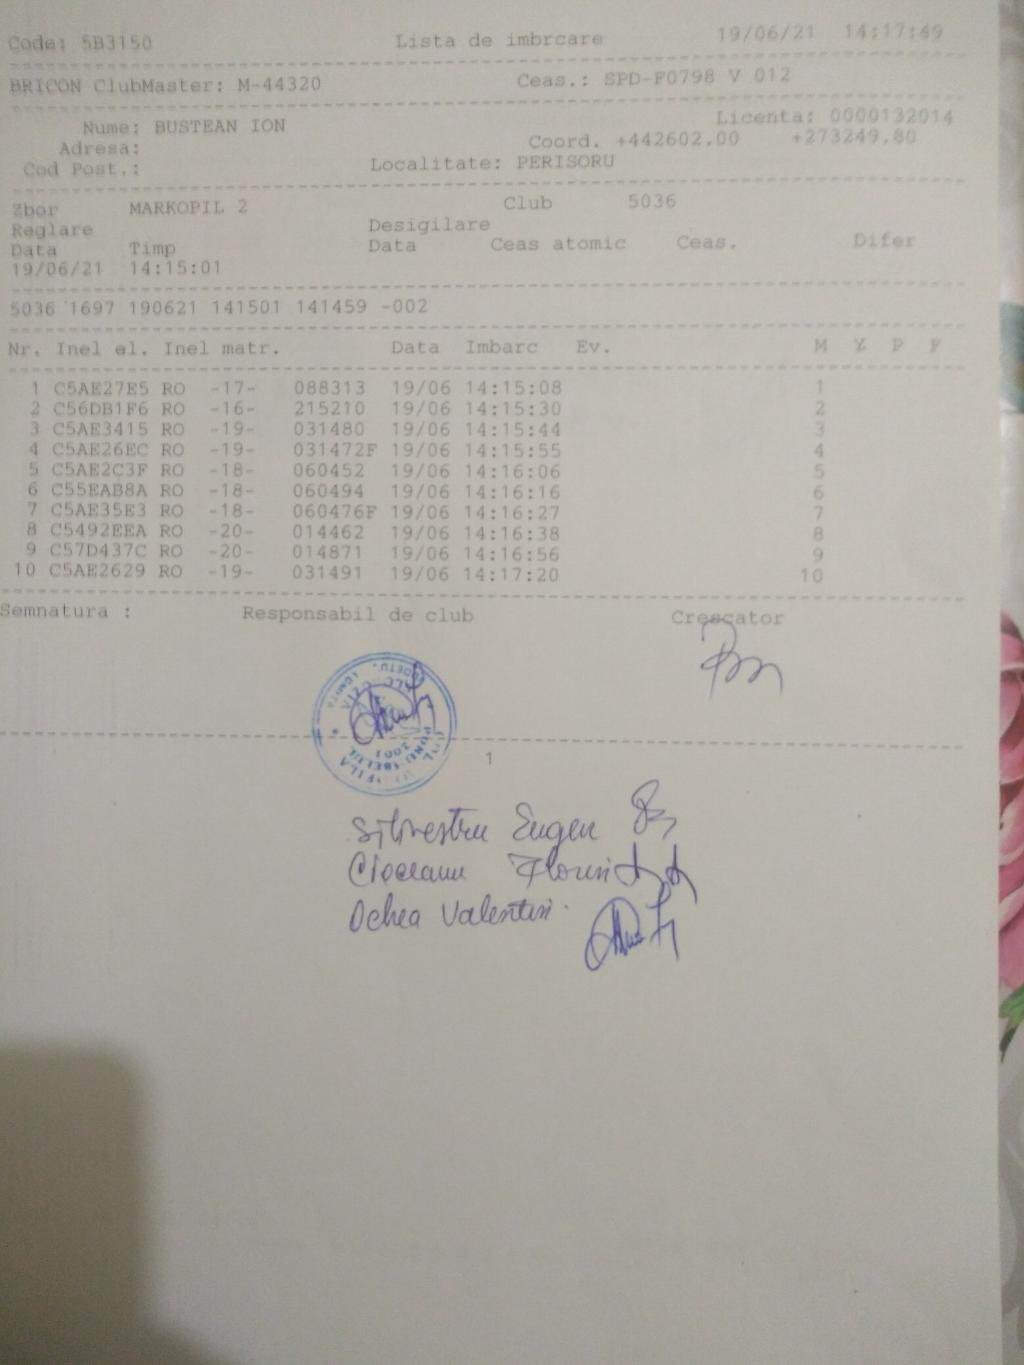 Code: 5B3150 Lista de imbrcare 19/06/21 14:17:49
BRICON ClubMaster: M-44320 Ceas.: SPD-F0798 V 012
Licenta: 0000132014
Nume: BUSTEAN ION
Coord. +442602.00 +273249.80
Adresa:
Cod Post.: Localitate: PERISORU
Zbor MARKOPIL 2 Club 5036
Reglare Desigilare
Data Timp Data Ceas atomic Ceas. Difer
19/06/21 14:15:01
5036 1697 190621 141501 141459 -002
Nr. Inel el. Inel matr. Data Imbarc Ev. M Y P F
1 C5AE27E5 RO -17- 088313 19/06 14:15:08 1
2 C56DB1F6 RO -16- 215210 19/06 14:15:30 2
3 C5AE3415 RO -19- 031480 19/06 14:15:44 3
4 C5AE26EC RO -19- 031472F 19/06 14:15:55 4
5 C5AE2C3F RO -18- 060452 19/06 14:16:06 5
6 C55EAB8A RO -18- 060494 19/06 14:16:16 6
7 C5AE35E3 RO -18- 060476F 19/06 14:16:27 7
8 C5492EEA RO -20- 014462 19/06 14:16:38 8
9 C57D437C RO -20- 014871 19/06 14:16:56 9
10 C5AE2629 RO -19- 031491 19/06 14:17:20 10
Semnatura : Responsabil de club Crescator
2001
1
Silvestru Eugen
Cioceanu Florin
Ochea Valentin.